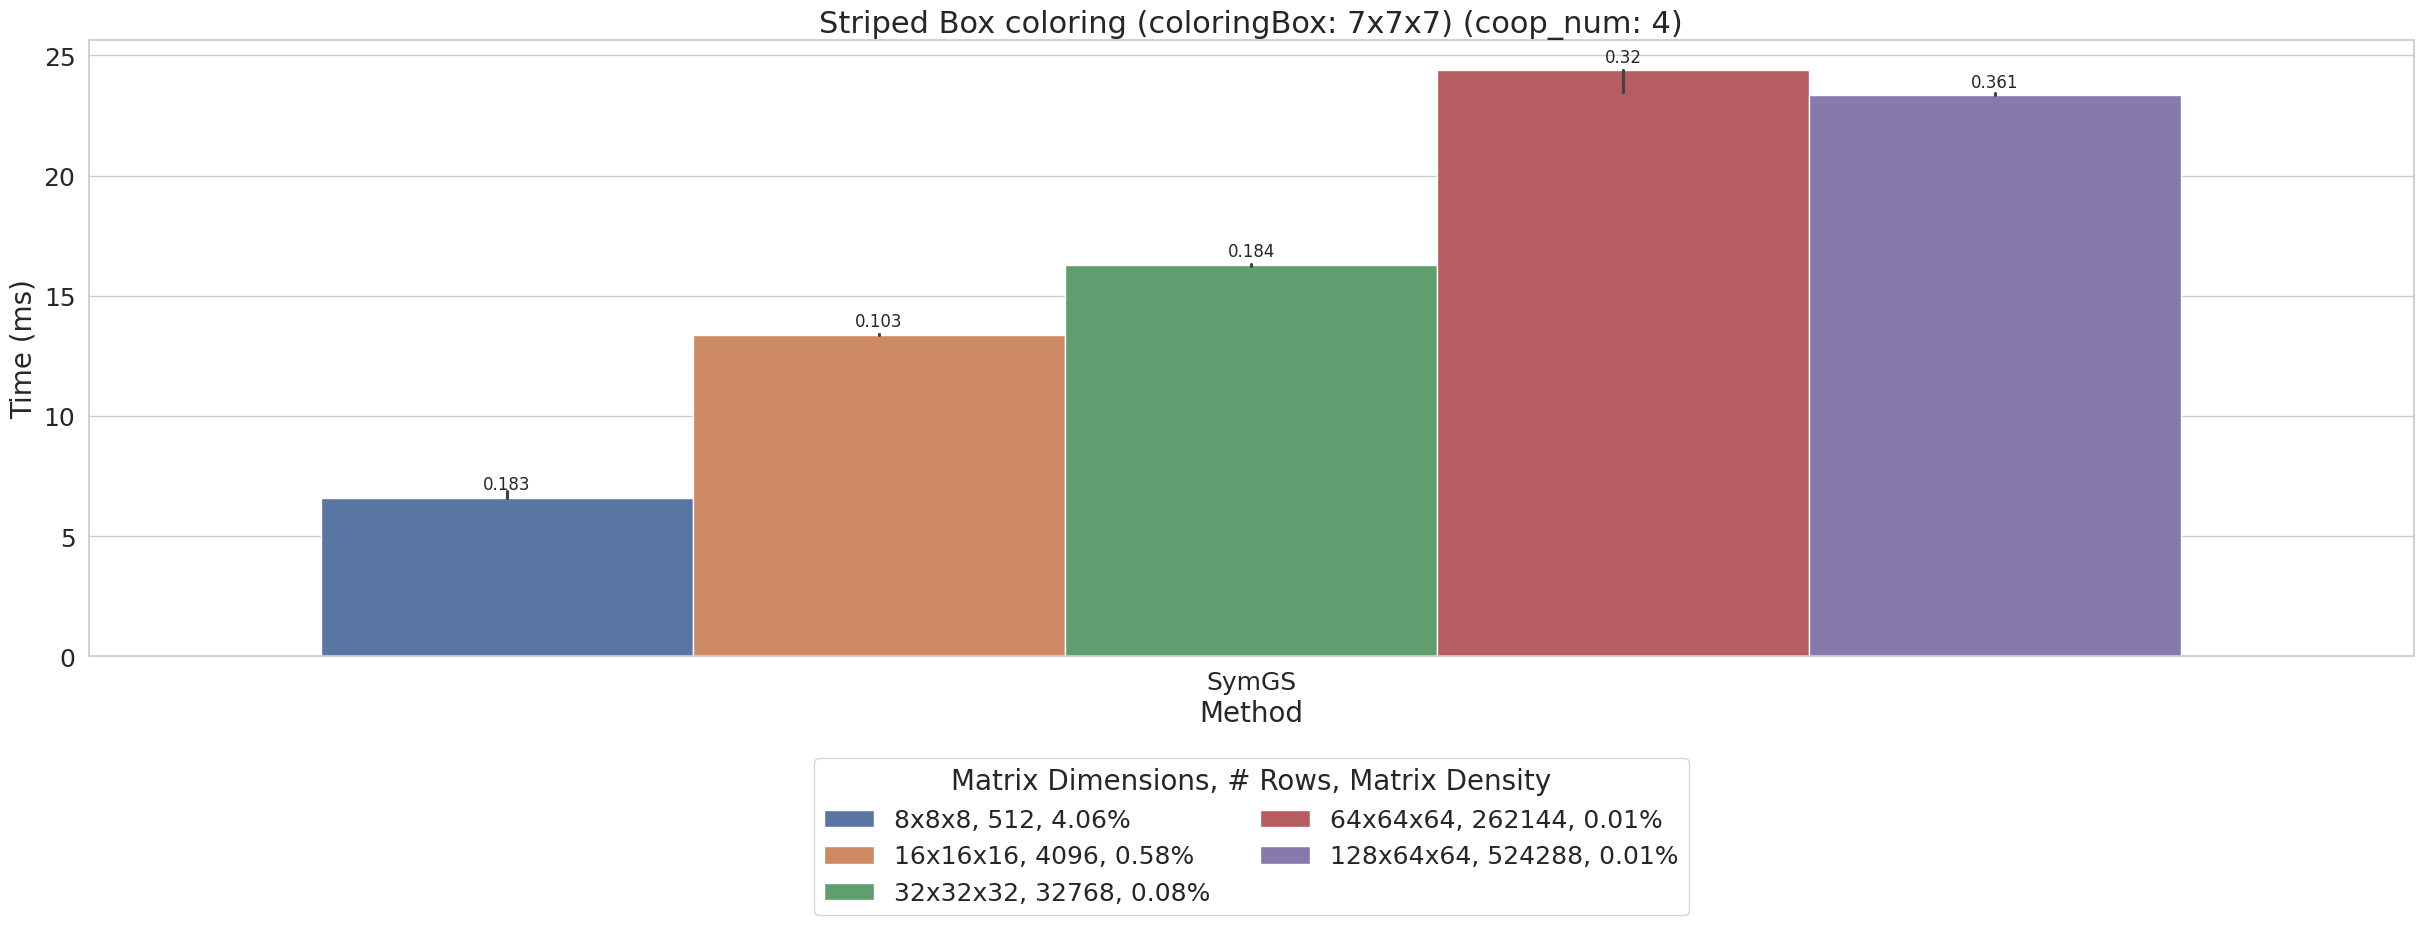 Striped Box coloring (coloringBox: 7x7x7) (coop_num: 4)
Time (ms)
25
20
15
10
5
0
0.183
0.103
0.184
0.32
0.361
SymGS
Method
Matrix Dimensions, # Rows, Matrix Density
8x8x8, 512, 4.06%
16x16x16, 4096, 0.58%
32x32x32, 32768, 0.08%
64x64x64, 262144, 0.01%
128x64x64, 524288, 0.01%